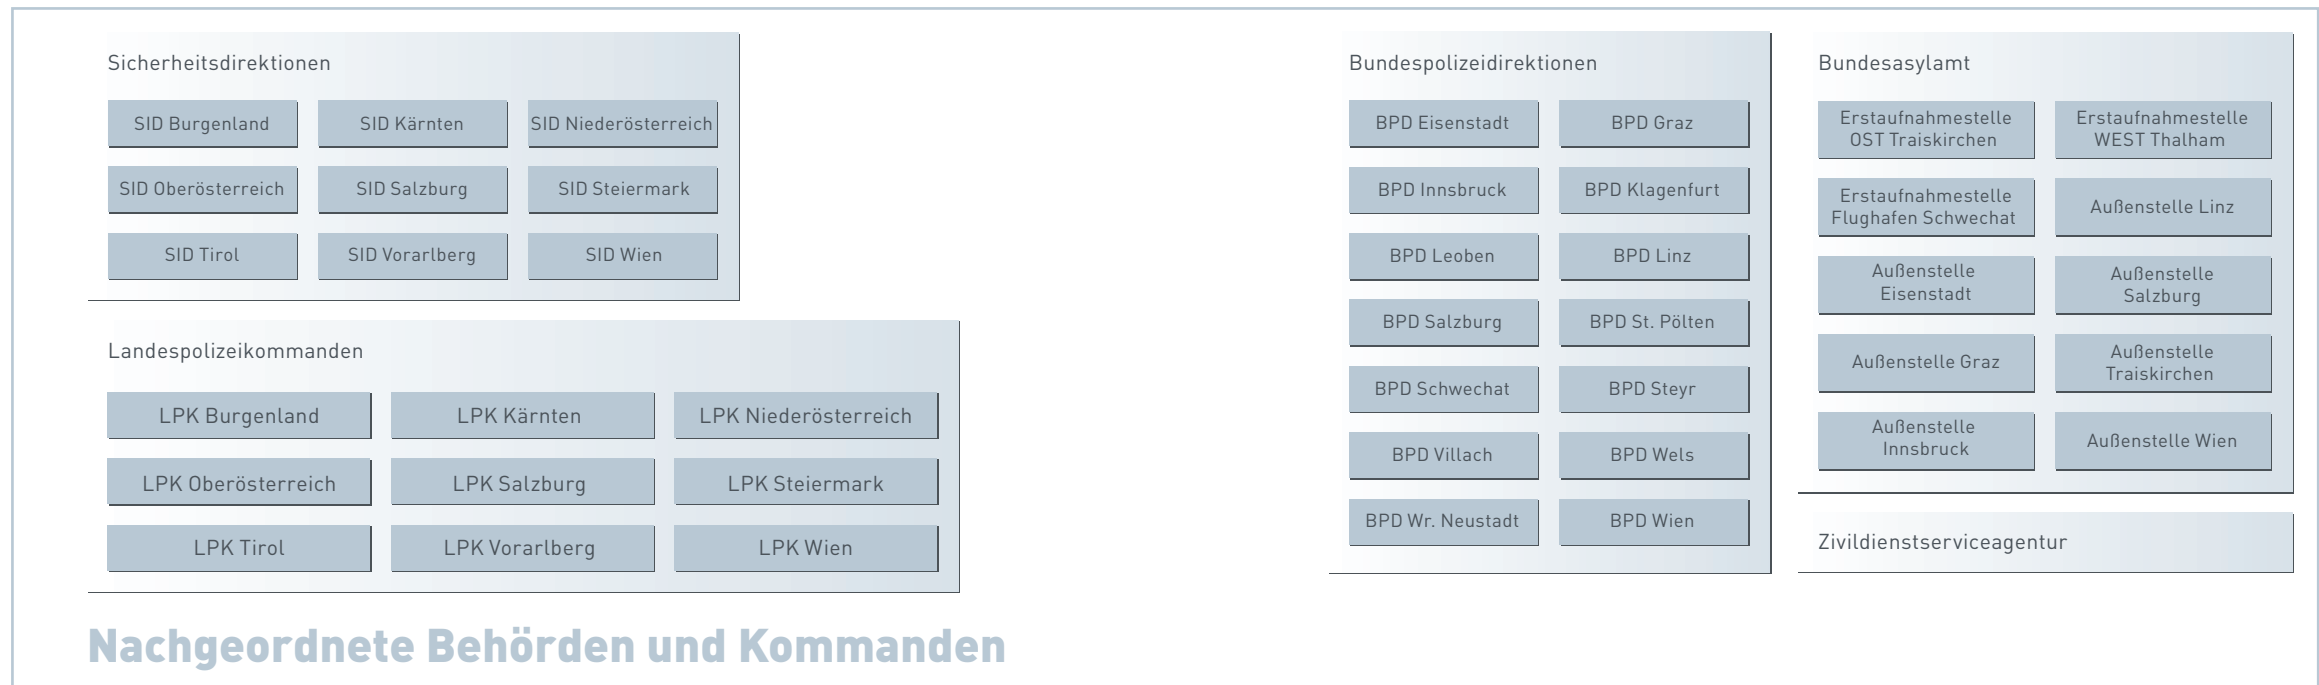 Sicherheitsdirektionen
SID Burgenland
SID Kärnten
SID Niederösterreich
SID Oberösterreich
SID Salzburg
SID Steiermark
SID Tirol
SID Vorarlberg
SID Wien
Landespolizeikommanden
LPK Burgenland
LPK Kärnten
LPK Niederösterreich
LPK Oberösterreich
LPK Salzburg
LPK Steiermark
LPK Tirol
LPK Vorarlberg
LPK Wien
Bundespolizeidirektionen
BPD Eisenstadt
BPD Graz
BPD Innsbruck
BPD Klagenfurt
BPD Leoben
BPD Linz
BPD Salzburg
BPD St. Pölten
BPD Schwechat
BPD Steyr
BPD Villach
BPD Wels
BPD Wr. Neustadt
BPD Wien
Bundesasylamt
Erstaufnahmestelle
OST Traiskirchen
Erstaufnahmestelle
WEST Thalham
Erstaufnahmestelle
Flughafen Schwechat
Außenstelle Linz
Außenstelle
Eisenstadt
Außenstelle
Salzburg
Außenstelle Graz
Außenstelle
Traiskirchen
Außenstelle
Innsbruck
Außenstelle Wien
Zivildienstserviceagentur
Nachgeordnete Behörden und Kommanden